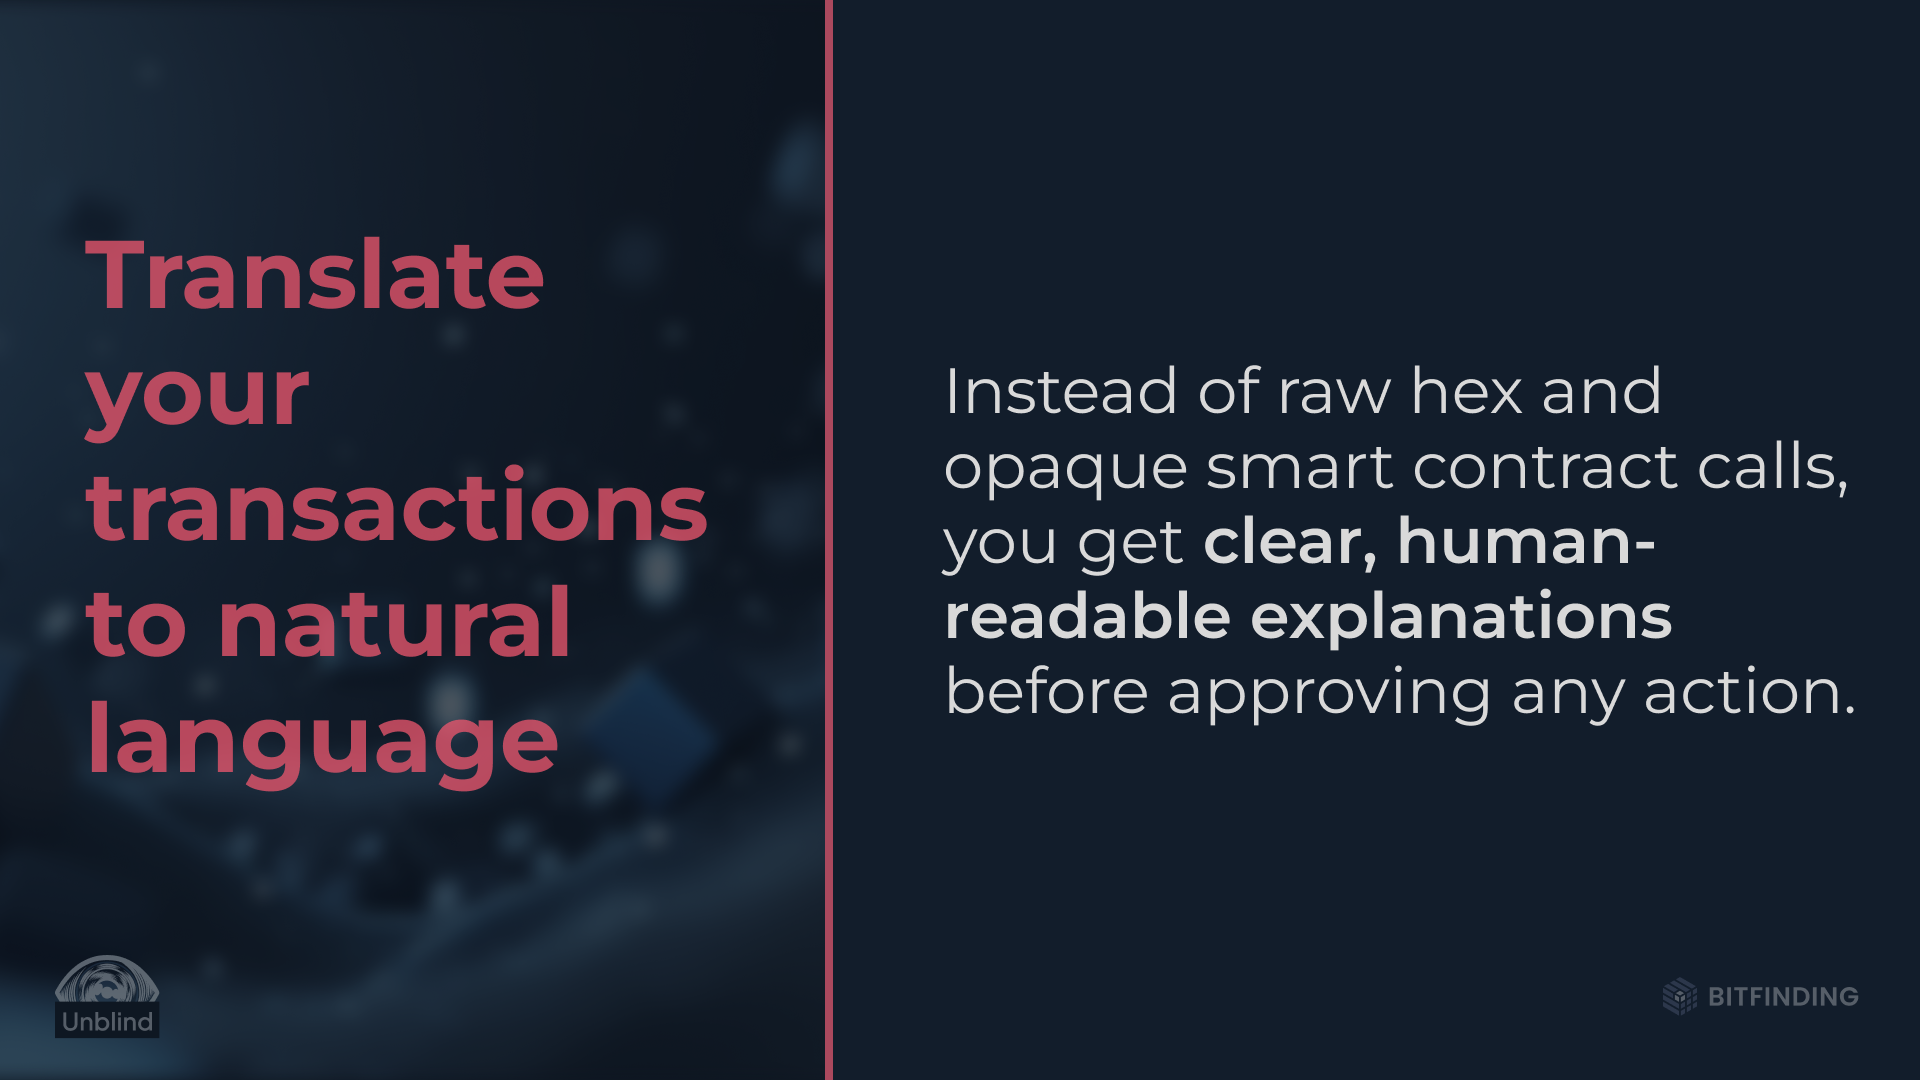 Translate
your
transactions
to natural
language
Instead of raw hex and
opaque smart contract calls,
you get clear, human-
readable explanations
before approving any action.
Unblind
BITFINDING